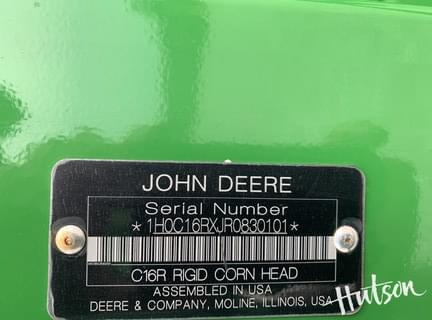 JOHN DEERE
Serial Number
*1H0C16RXJR0830101*
C16R RIGID CORN HEAD
ASSEMBLED IN USA
DEERE & COMPANY, MOLINE, ILLINOIS, USA
Hutson